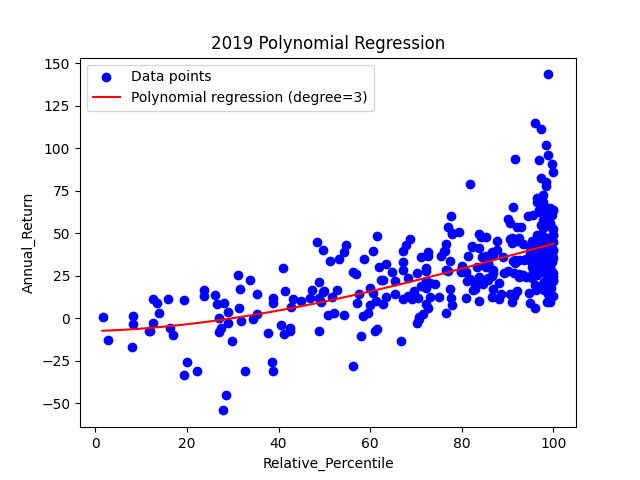 2019 Polynomial Regression
Data points
Polynomial regression (degree=3)
Annual_Return
150
125
100
75
50
25
0
−25
−50
0 20 40 60 80 100
Relative_Percentile